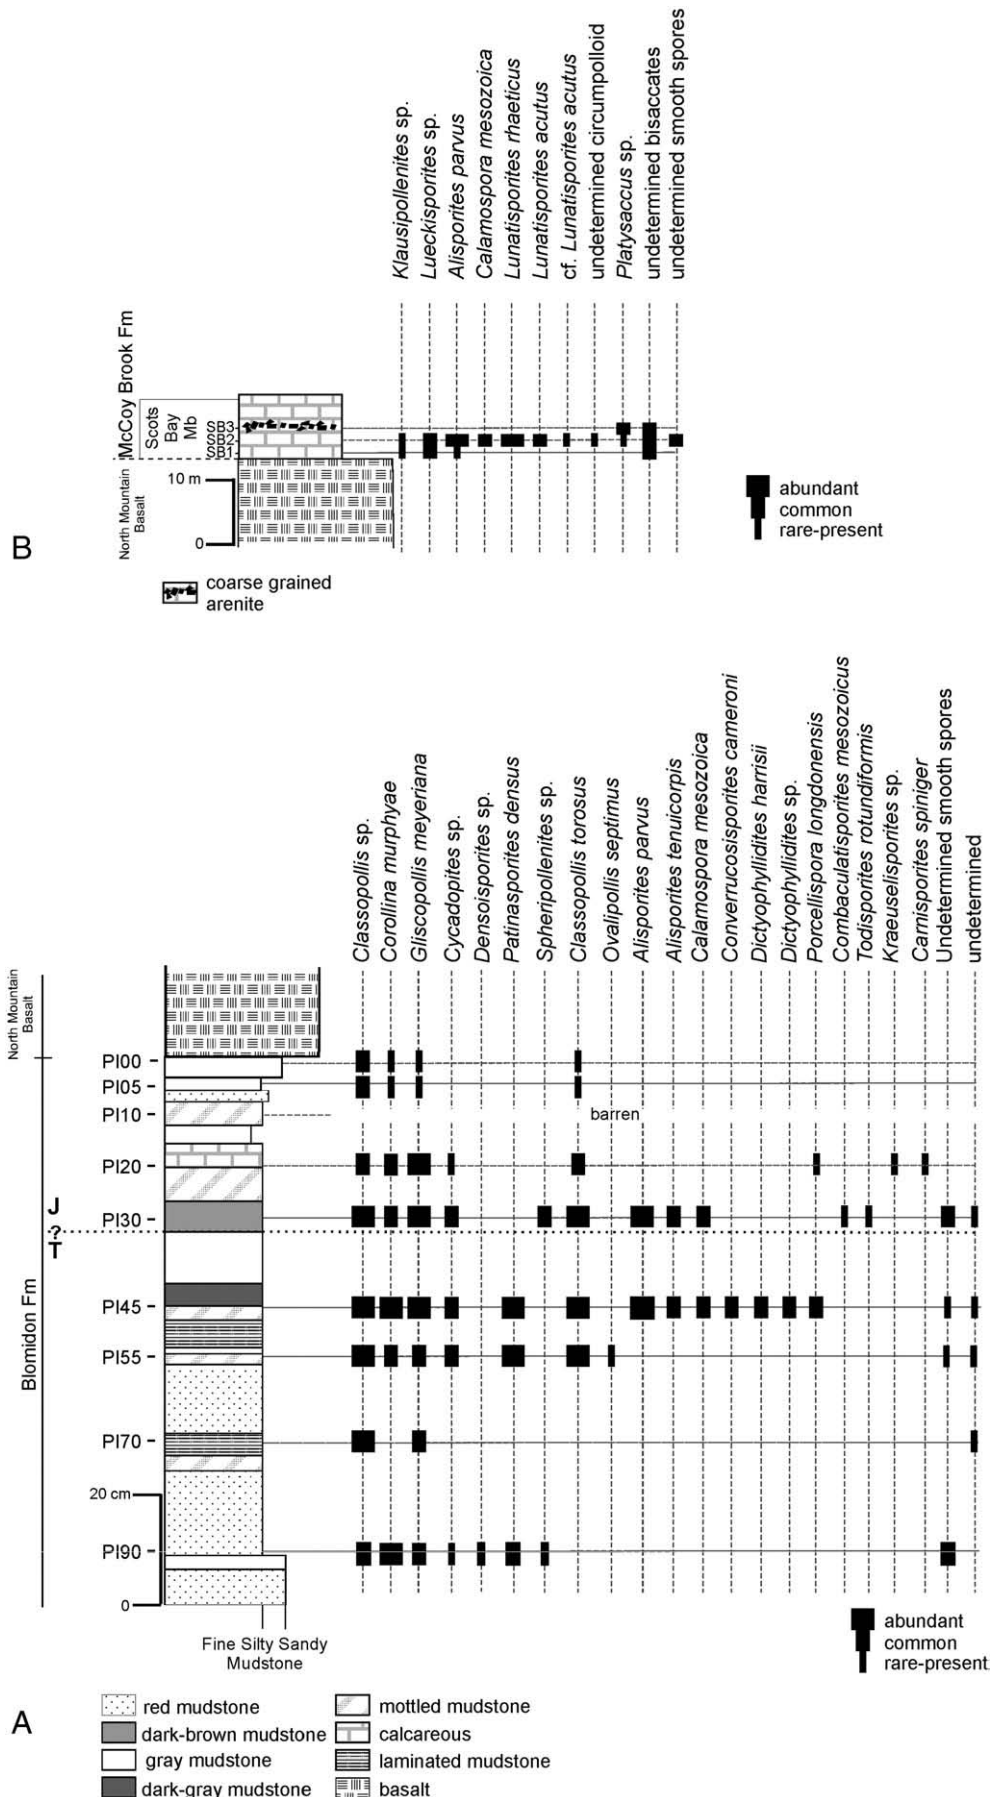 Klausipollenites sp.
Lueckisporites sp.
Alisporites parvus
Calamospora mesozoica
Lunatisporites rhaeticus
Lunatisporites acutus
cf. Lunatisporites acutus
undetermined circumpolloid
Platysaccus sp.
undetermined bisaccates
undetermined smooth spores
McCoy Brook Fm
Scots
Bay
Mb
SB3
SB2
SB1
North Mountain
Basalt
10 m
0
abundant
common
rare-present
B
coarse grained
arenite
Classopollis sp.
Corollina murphyae
Gliscopollis meyeriana
Cycadopites sp.
Densoisporites sp.
Patinasporites densus
Spheripollenites sp.
Classopollis torosus
Ovalipollis septimus
Alisporites parvus
Alisporites tenuicorpis
Calamospora mesozoica
Converrucosisporites cameroni
Dictyophyllidites harrisii
Dictyophyllidites sp.
Porcellispora longdonensis
Combaculatisporites mesozoicus
Todisporites rotundiformis
Kraeuselisporites sp.
Carnisporites spiniger
Undetermined smooth spores
undetermined
North Mountain
Basalt
PI00
PI05
PI10
barren
PI20
PI30
J
?
T
Blomidon Fm
PI45
PI55
PI70
20 cm
PI90
0
Fine Silty Sandy
Mudstone
abundant
common
rare-present
A
red mudstone
dark-brown mudstone
gray mudstone
dark-gray mudstone
mottled mudstone
calcareous
laminated mudstone
basalt